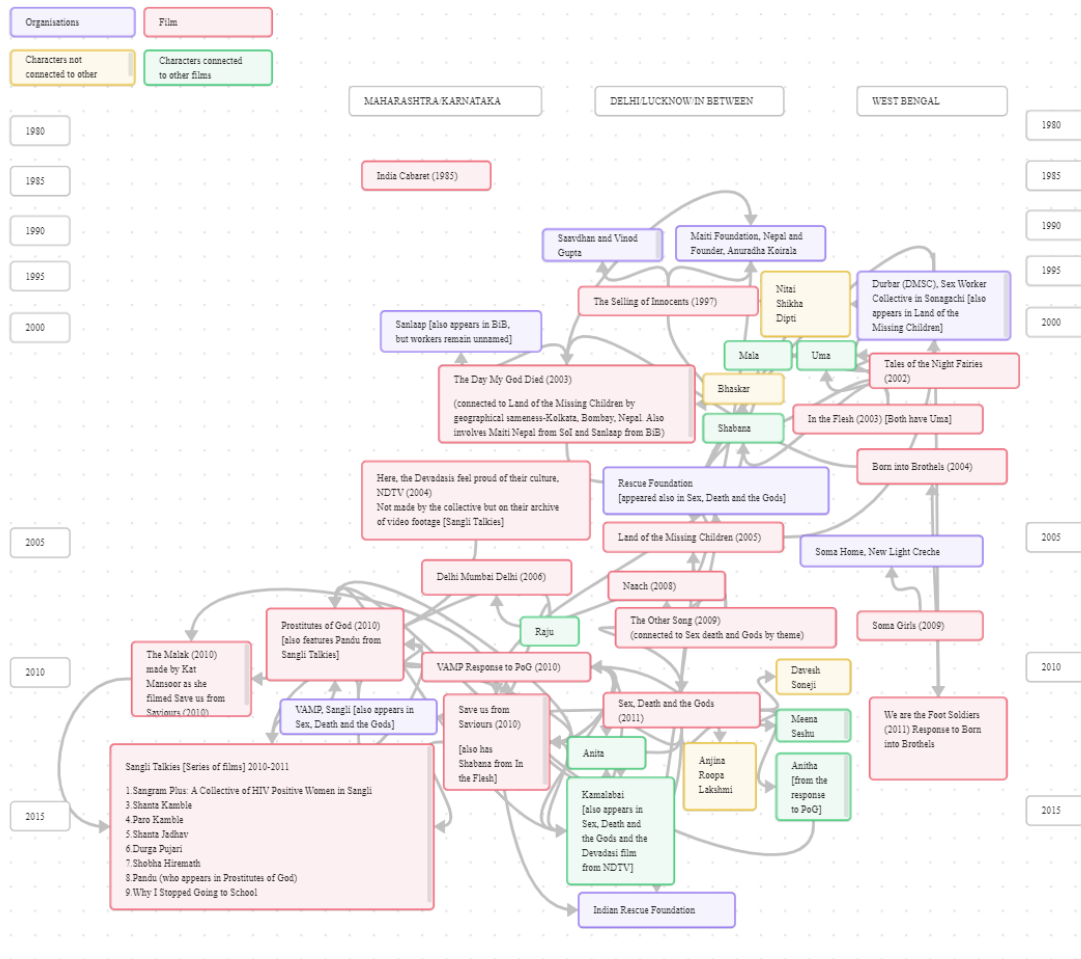 Organisations
Film
Characters not
connected to other
Characters connected
to other films
MAHARASHTRA/KARNATAKA
DELHI/LUCKNOW/IN BETWEEN
WEST BENGAL
1980
1980
1985
India Cabaret (1985)
1985
1990
Saavdhan and Vinod
Gupta
Maiti Foundation, Nepal and
Founder, Anuradha Koirala
1990
1995
The Selling of Innocents (1997)
Nitai
Shikha
Dipti
Durbar (DMSC), Sex Worker
Collective in Sonagachi [also
appears in Land of the
Missing Children]
1995
2000
Sanlaap [also appears in BiB,
but workers remain unnamed]
Mala
Uma
2000
Tales of the Night Fairies
(2002)
The Day My God Died (2003)
(connected to Land of the Missing Children by
geographical sameness-Kolkata, Bombay, Nepal. Also
involves Maiti Nepal from SoI and Sanlaap from BiB)
Bhaskar
Shabana
In the Flesh (2003) [Both have Uma]
Born into Brothels (2004)
Here, the Devadasis feel proud of their culture,
NDTV (2004)
Not made by the collective but on their archive
of video footage [Sangli Talkies]
Rescue Foundation
[appeared also in Sex, Death and the Gods]
2005
Land of the Missing Children (2005)
2005
Soma Home, New Light Creche
Delhi Mumbai Delhi (2006)
Naach (2008)
Prostitutes of God (2010)
[also features Pandu from
Sangli Talkies]
Raju
The Other Song (2009)
(connected to Sex death and Gods by theme)
Soma Girls (2009)
2010
The Malak (2010)
made by Kat
Mansoor as she
filmed Save us from
Saviours (2010)
VAMP Response to PoG (2010)
Davesh
Soneji
2010
VAMP, Sangli [also appears in
Sex, Death and the Gods]
Save us from
Saviours (2010)
[also has
Shabana from In
the Flesh]
Sex, Death and the Gods
(2011)
Meena
Seshu
We are the Foot Soldiers
(2011) Response to Born
into Brothels
Anita
Anjina
Roopa
Lakshmi
Anitha
[from the
response
to PoG]
Sangli Talkies [Series of films] 2010-2011
1.Sangram Plus: A Collective of HIV Positive Women in Sangli
3.Shanta Kamble
4.Paro Kamble
5.Shanta Jadhav
6.Durga Pujari
7.Shobha Hiremath
8.Pandu (who appears in Prostitutes of God)
9.Why I Stopped Going to School
Kamalabai
[also appears in
Sex, Death and
the Gods and the
Devadasi film
from NDTV]
2015
2015
Indian Rescue Foundation